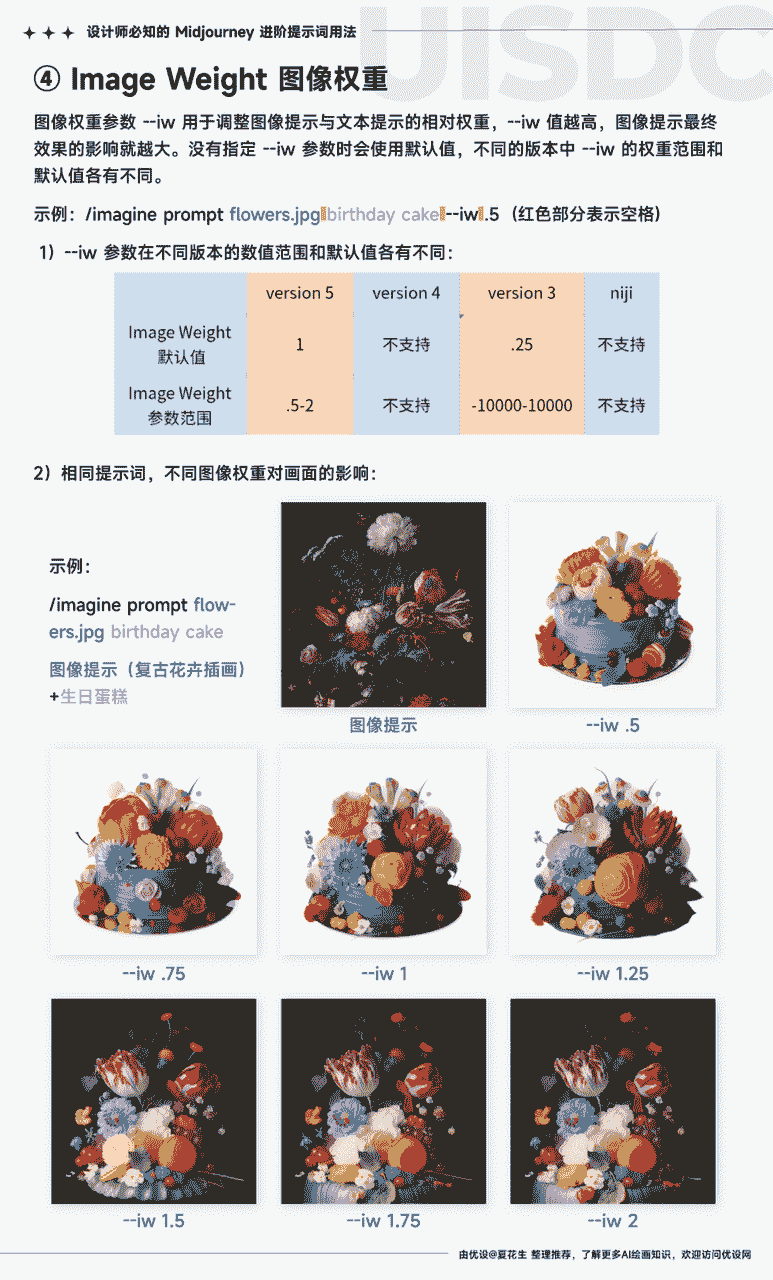 UISDC
设计师必知的 Midjourney 进阶提示词用法
④ Image Weight 图像权重
图像权重参数 --iw 用于调整图像提示与文本提示的相对权重，--iw 值越高，图像提示最终
效果的影响就越大。没有指定 --iw 参数时会使用默认值，不同的版本中 --iw 的权重范围和
默认值各有不同。
示例：/imagine prompt flowers.jpg birthday cake --iw .5（红色部分表示空格）
1）--iw 参数在不同版本的数值范围和默认值各有不同：
version 5 version 4 version 3 niji
Image Weight
默认值
1 不支持 .25 不支持
Image Weight
参数范围
.5-2 不支持 -10000-10000 不支持
2）相同提示词，不同图像权重对画面的影响：
示例：
/imagine prompt flow-
ers.jpg birthday cake
图像提示（复古花卉插画）
+生日蛋糕
图像提示
--iw .5
--iw .75
--iw 1
--iw 1.25
--iw 1.5
--iw 1.75
--iw 2
由优设@夏花生 整理推荐，了解更多AI绘画知识，欢迎访问优设网